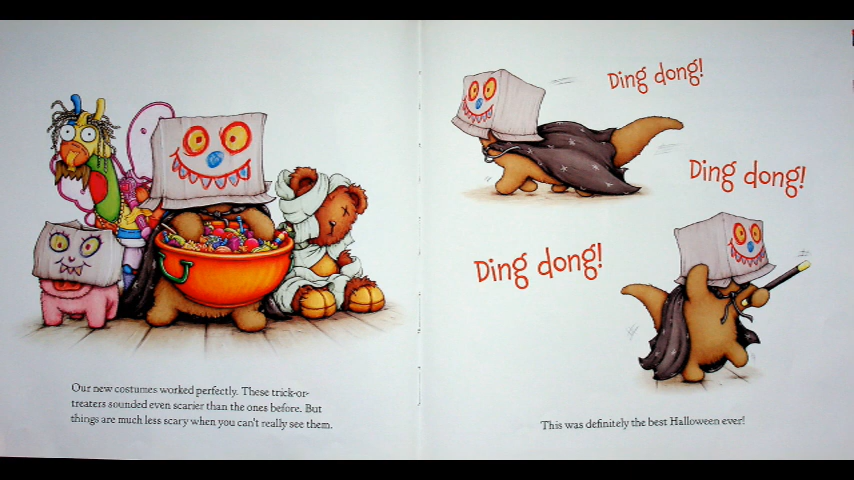 Our new costumes worked perfectly. These trick-or-
treaters sounded even scarier than the ones before. But
things are much less scary when you can't really see them.
Ding dong!
Ding dong!
Ding dong!
This was definitely the best Halloween ever!